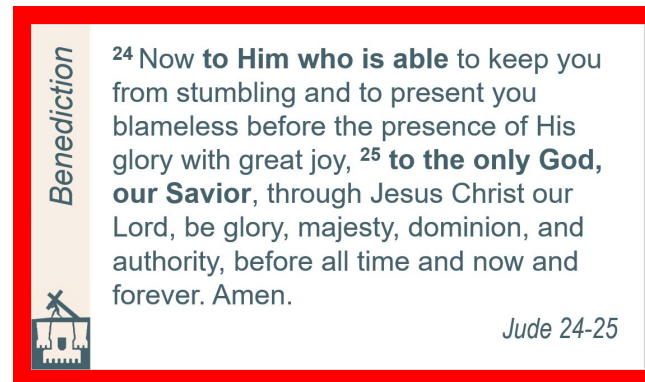 Benediction
24 Now to Him who is able to keep you
from stumbling and to present you
blameless before the presence of His
glory with great joy, 25 to the only God,
our Savior, through Jesus Christ our
Lord, be glory, majesty, dominion, and
authority, before all time and now and
forever. Amen.
Jude 24-25